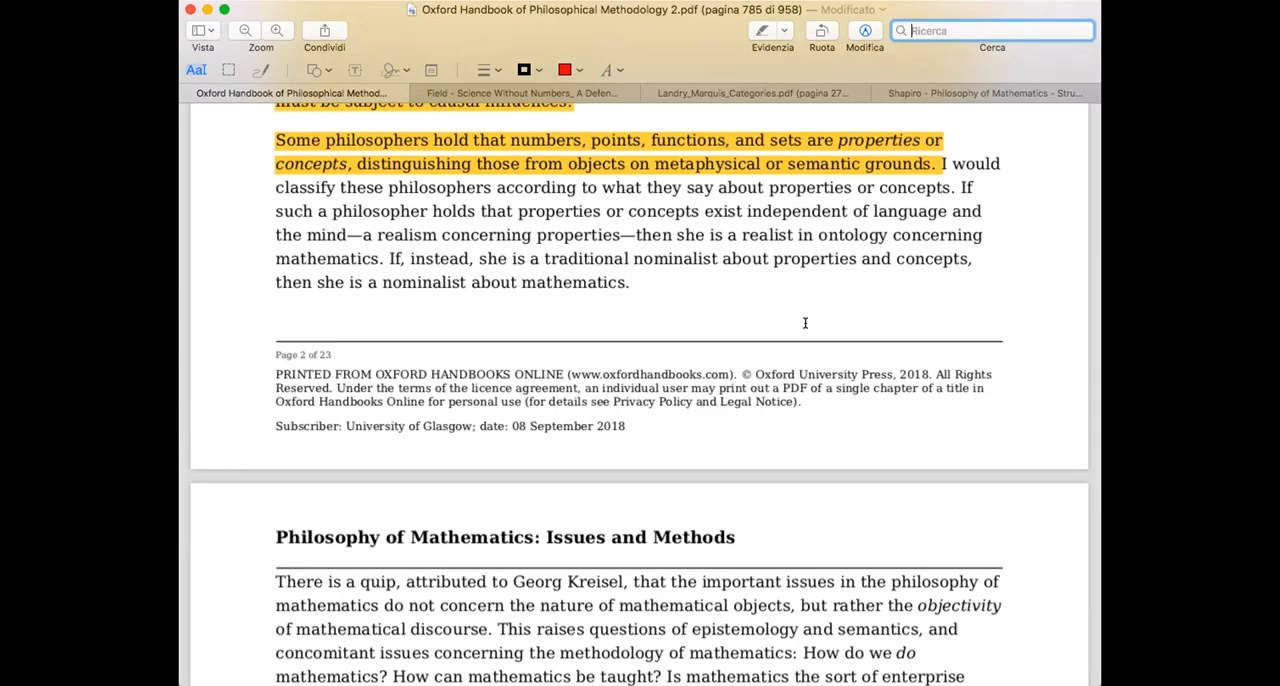 Oxford Handbook of Philosophical Methodology 2.pdf (pagina 785 di 958) — Modificato
Ricerca
Vista
Zoom
Condividi
Evidenzia
Ruota
Modifica
Cerca
AaI
T
A
Oxford Handbook of Philosophical Method...
Field - Science Without Numbers_ A Defen...
Landry_Marquis_Categories.pdf (pagina 27...
Shapiro - Philosophy of Mathematics - Stru...
must be subject to causal influences.
Some philosophers hold that numbers, points, functions, and sets are properties or
concepts, distinguishing those from objects on metaphysical or semantic grounds. I would
classify these philosophers according to what they say about properties or concepts. If
such a philosopher holds that properties or concepts exist independent of language and
the mind—a realism concerning properties—then she is a realist in ontology concerning
mathematics. If, instead, she is a traditional nominalist about properties and concepts,
then she is a nominalist about mathematics.
Page 2 of 23
PRINTED FROM OXFORD HANDBOOKS ONLINE (www.oxfordhandbooks.com). © Oxford University Press, 2018. All Rights
Reserved. Under the terms of the licence agreement, an individual user may print out a PDF of a single chapter of a title in
Oxford Handbooks Online for personal use (for details see Privacy Policy and Legal Notice).
Subscriber: University of Glasgow; date: 08 September 2018
Philosophy of Mathematics: Issues and Methods
There is a quip, attributed to Georg Kreisel, that the important issues in the philosophy of
mathematics do not concern the nature of mathematical objects, but rather the objectivity
of mathematical discourse. This raises questions of epistemology and semantics, and
concomitant issues concerning the methodology of mathematics: How do we do
mathematics? How can mathematics be taught? Is mathematics the sort of enterprise